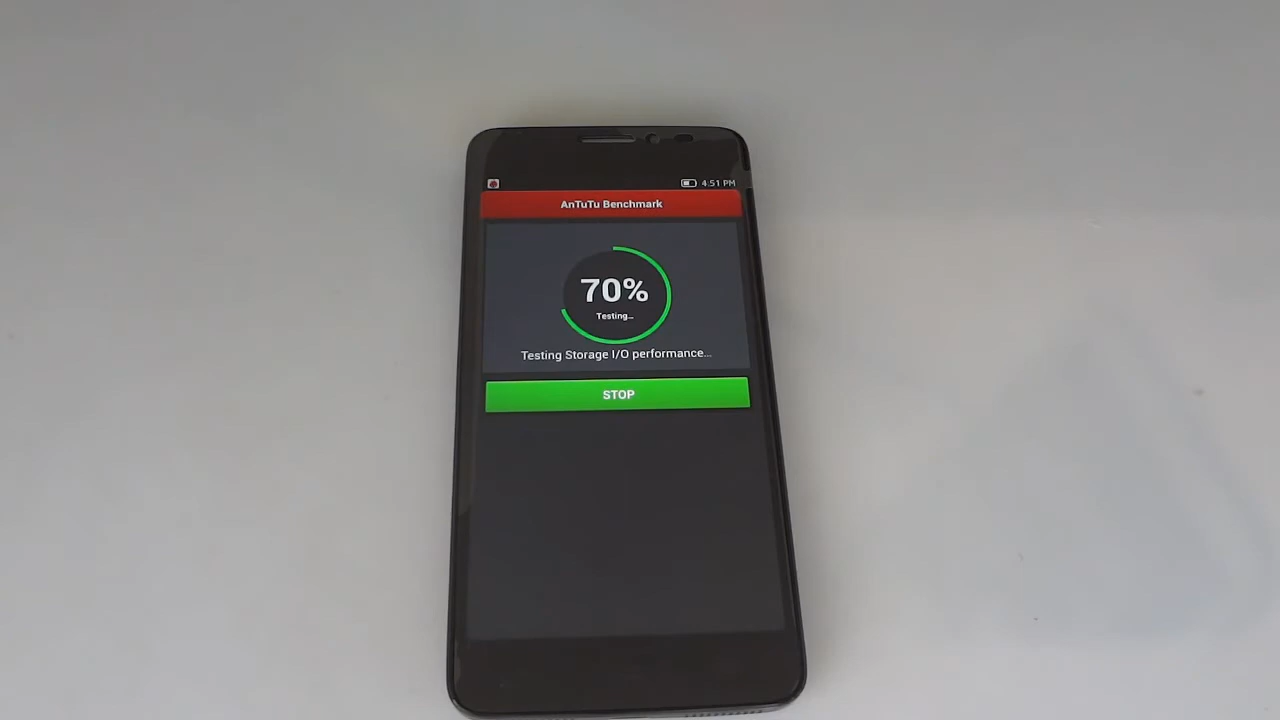 4:51 PM
AnTuTu Benchmark
70%
Testing...
Testing Storage I/O performance...
STOP